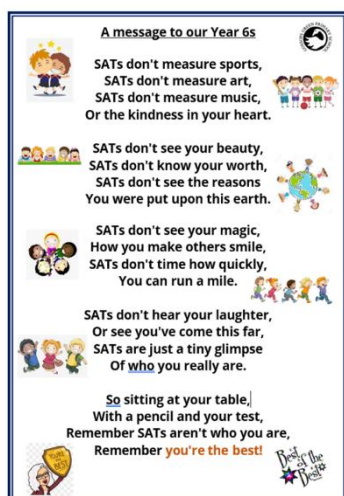 A message to our Year 6s
SATs don't measure sports,
SATs don't measure art,
SATs don't measure music,
Or the kindness in your heart.
SATs don't see your beauty,
SATs don't know your worth,
SATs don't see the reasons
You were put upon this earth.
SATs don't see your magic,
How you make others smile,
SATs don't time how quickly,
You can run a mile.
SATs don't hear your laughter,
Or see you've come this far,
SATs are just a tiny glimpse
Of who you really are.
So sitting at your table,
With a pencil and your test,
Remember SATs aren't who you are,
Remember you're the best!
YOU'RE
the
BEST
Best
of the
Best